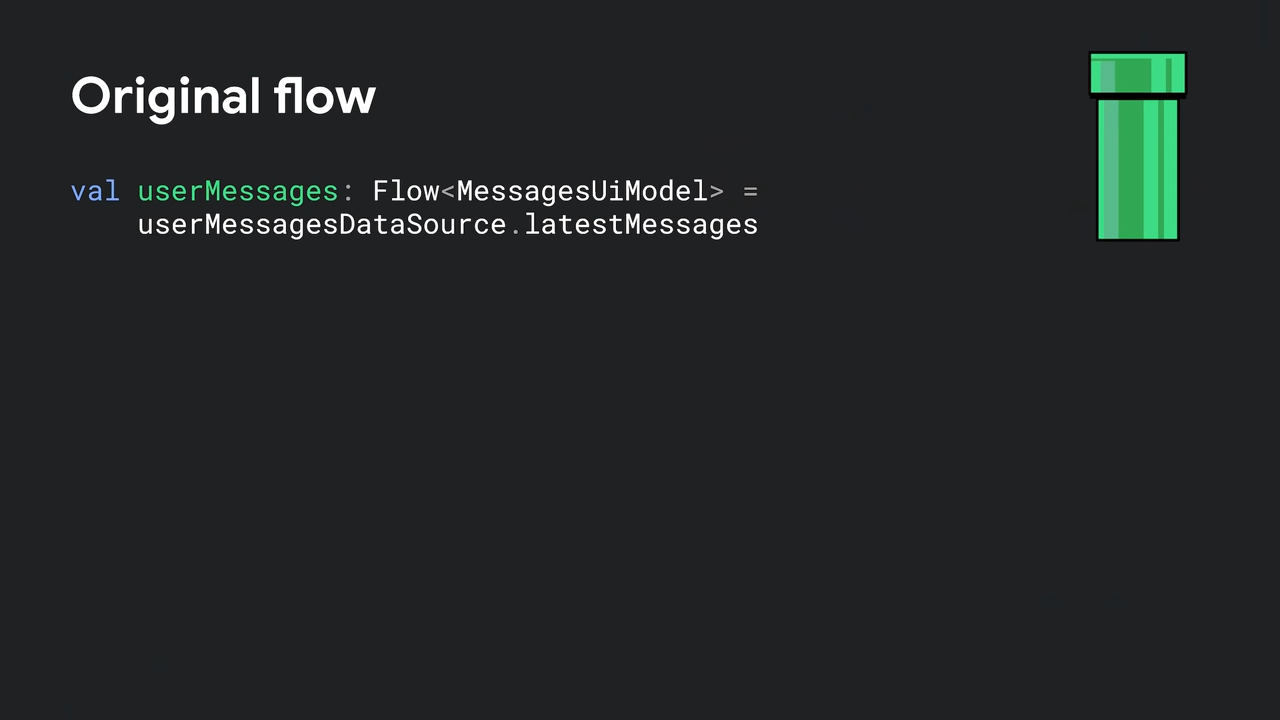 Original flow
val userMessages: Flow<MessagesUiModel> =
userMessagesDataSource.latestMessages